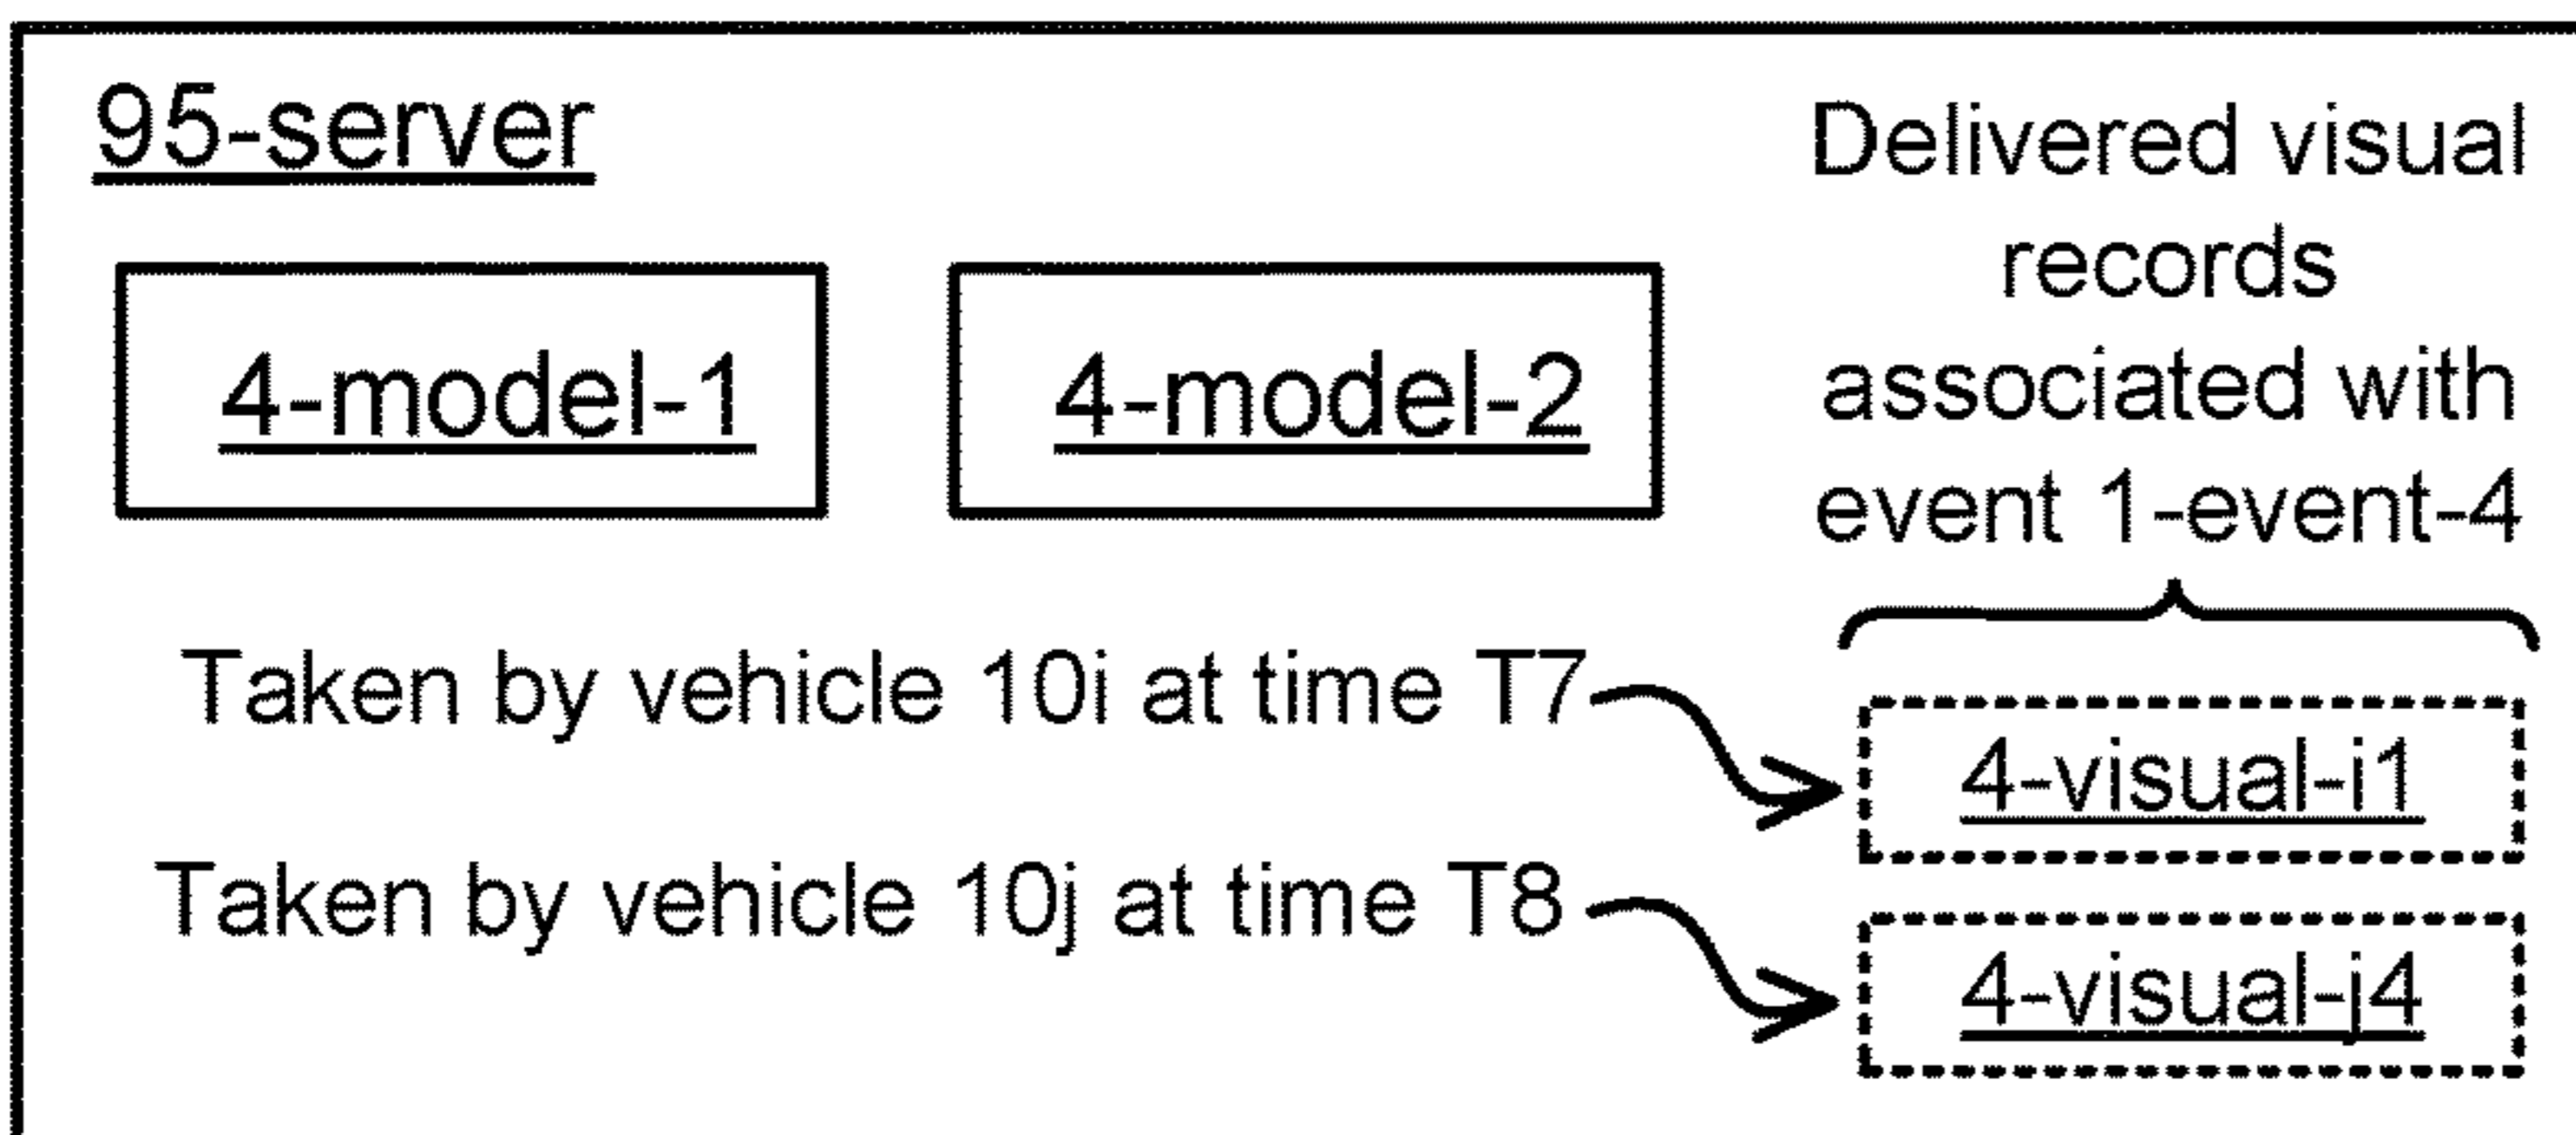 95-server
Delivered visual
records
associated with
event 1-event-4
4-model-1
4-model-2
Taken by vehicle 10i at time T7
4-visual-i1
Taken by vehicle 10j at time T8
4-visual-j4